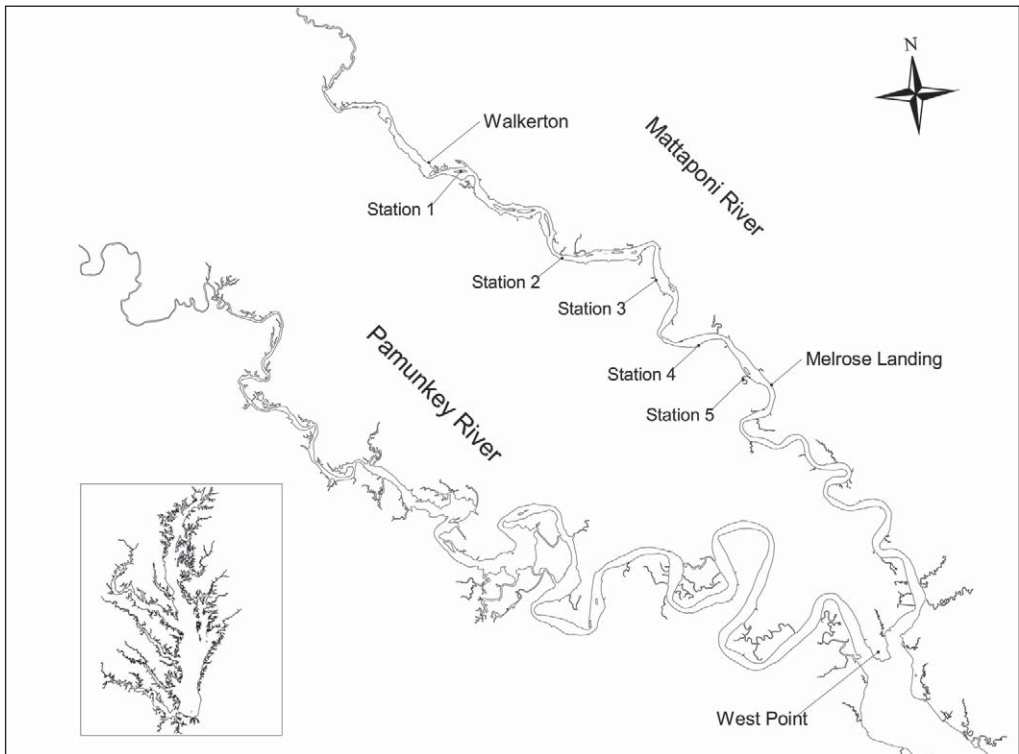 N
Walkerton
Mattaponi River
Station 1
Station 2
Station 3
Pamunkey River
Station 4
Melrose Landing
Station 5
West Point